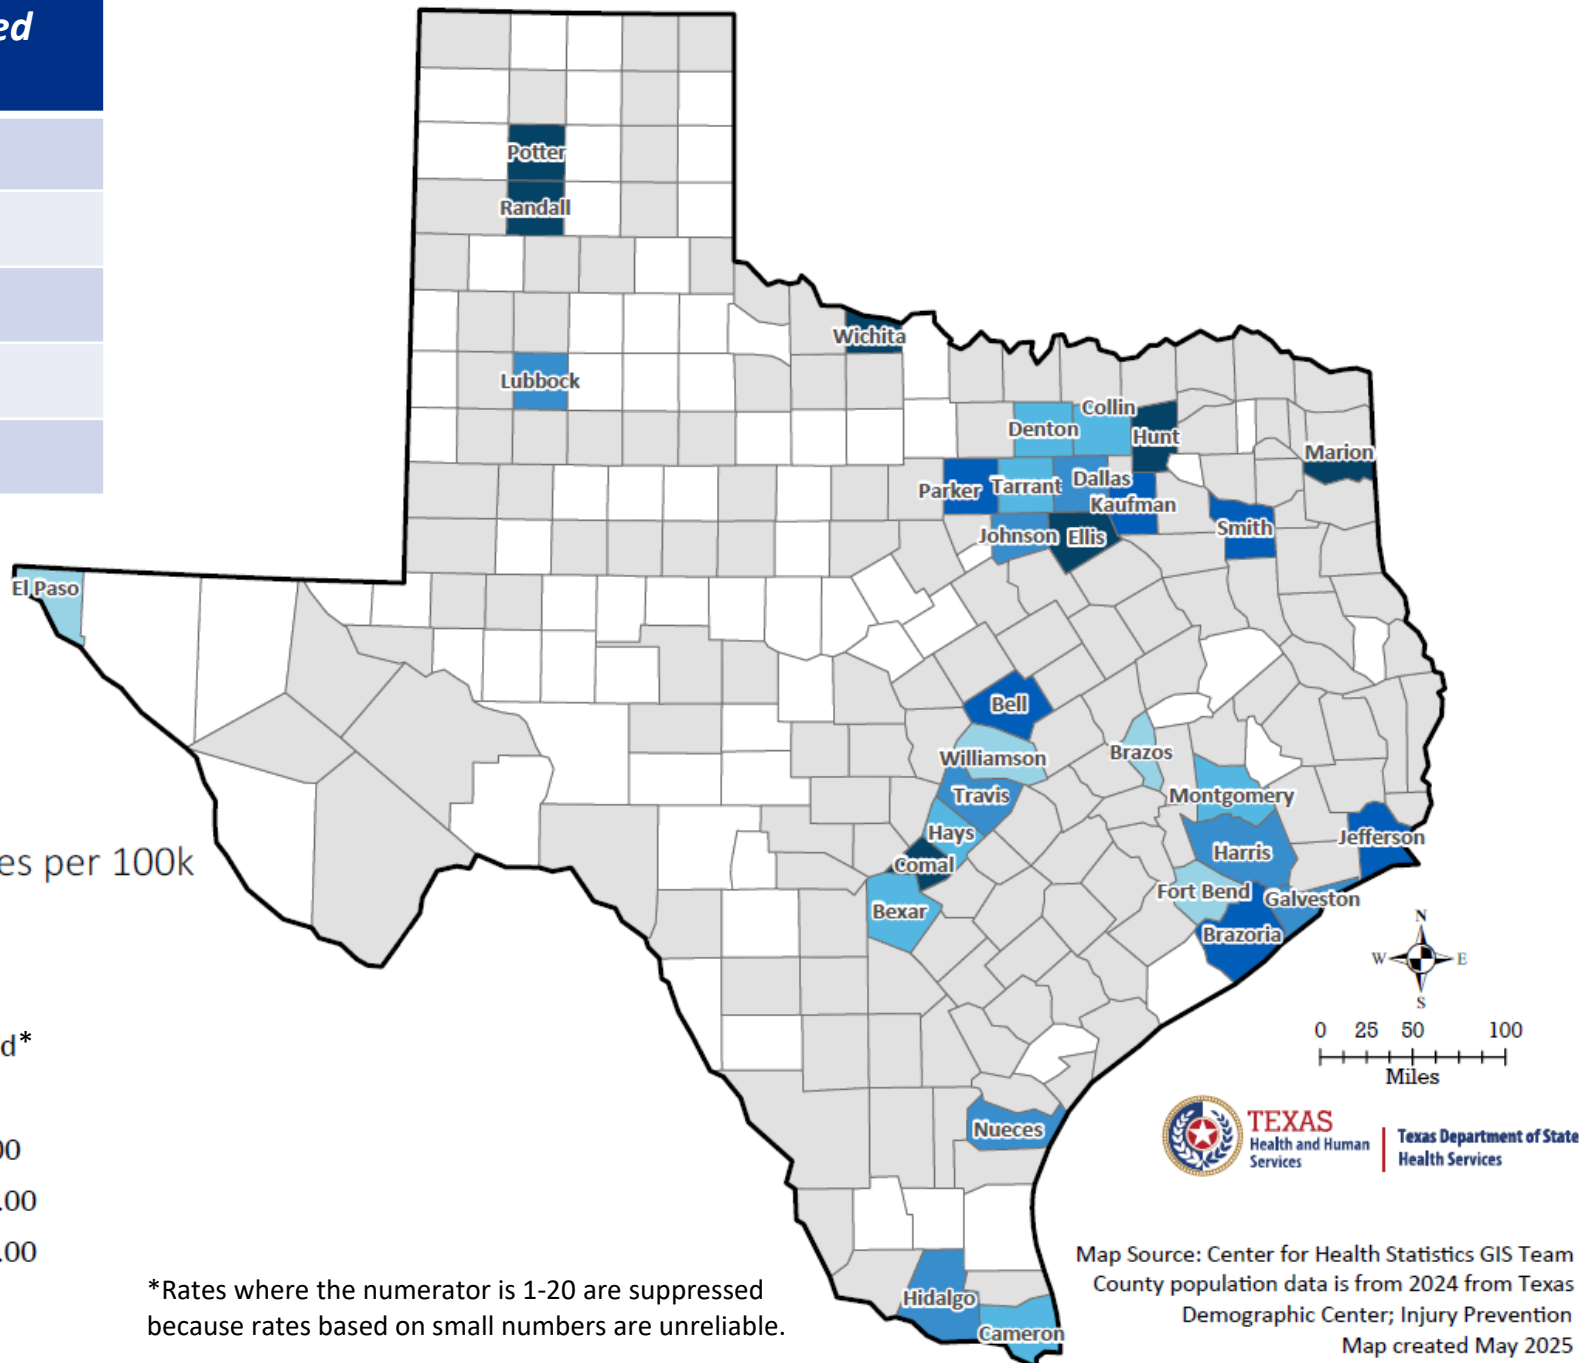 ed
Potter
Randall
Wichita
Lubbock
Collin
Denton
Hunt
Marion
Parker
Tarrant
Dallas
Kaufman
Smith
Johnson
Ellis
El Paso
Bell
Williamson
Brazos
Travis
Montgomery
Hays
Jefferson
Harris
Comal
es per 100k
Fort Bend
Galveston
Bexar
Brazoria
N
W
E
S
d*
0 25 50 100
Miles
Nueces
TEXAS
Health and Human
Services
Texas Department of State
Health Services
00
.00
.00
Hidalgo
Cameron
*Rates where the numerator is 1-20 are suppressed
because rates based on small numbers are unreliable.
Map Source: Center for Health Statistics GIS Team
County population data is from 2024 from Texas
Demographic Center; Injury Prevention
Map created May 2025